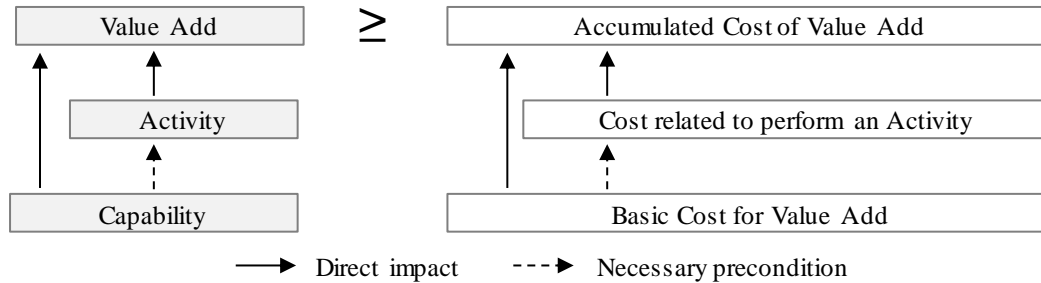 Value Add ≥ Accumulated Cost of Value Add
Activity Cost related to perform an Activity
Capability Basic Cost for Value Add
Direct impact Necessary precondition